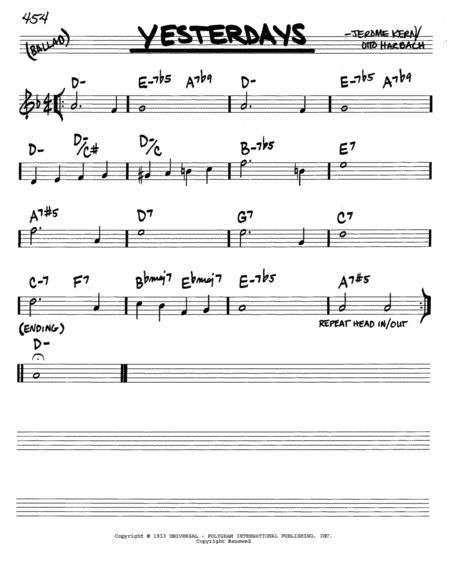 454
(BALLAD)
YESTERDAYS
-JEROME KERN/
OTTO HARBACH
D- E-7b5 A7b9 D- E-7b5 A7b9
D- D-/C# D-/C B-7b5 E7
A7#5 D7 G7 C7
C-7 F7 Bbmaj7 Ebmaj7 E-7b5 A7#5
(ENDING) REPEAT HEAD IN/OUT
D-
Copyright © 1933 UNIVERSAL - POLYGRAM INTERNATIONAL PUBLISHING, INC.
Copyright Renewed